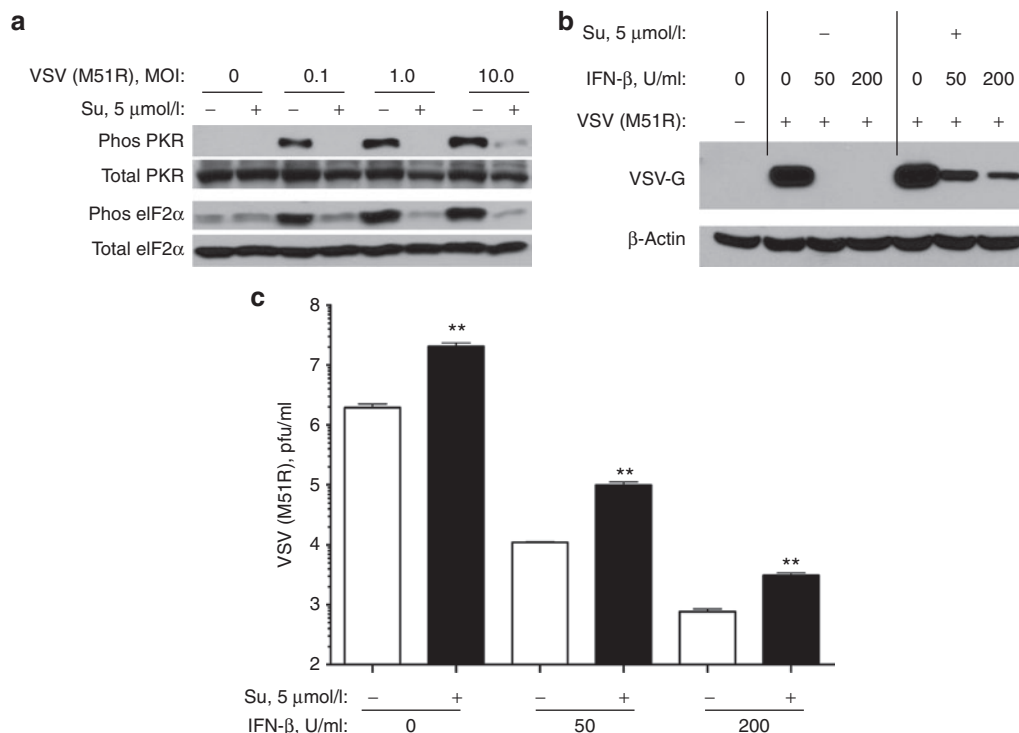 a
VSV (M51R), MOI: 0 0.1 1.0 10.0
Su, 5 μmol/l: − + − + − + − +
Phos PKR
Total PKR
Phos eIF2α
Total eIF2α
b
Su, 5 μmol/l: − +
IFN-β, U/ml: 0 0 50 200 0 50 200
VSV (M51R): − + + + + + +
VSV-G
β-Actin
c
VSV (M51R), pfu/ml
8
7
6
5
4
3
2
**
**
**
Su, 5 μmol/l: − + − + − +
IFN-β, U/ml: 0 50 200